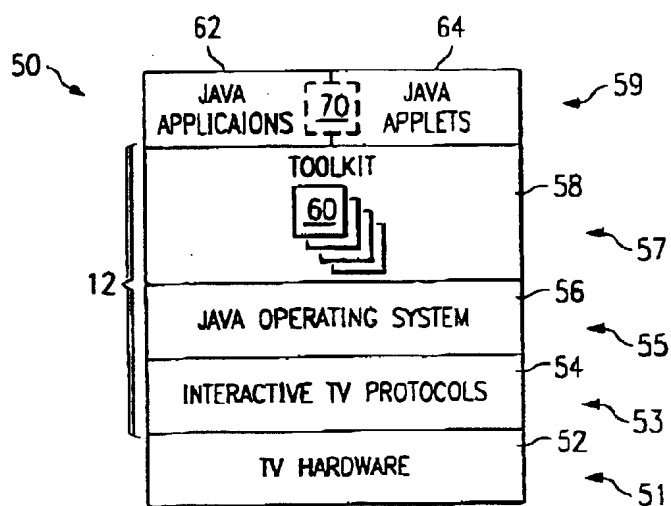 62 64
50
JAVA APPLICAIONS
70
JAVA APPLETS
59
TOOLKIT
60
58
57
12
56
JAVA OPERATING SYSTEM
55
54
INTERACTIVE TV PROTOCOLS
53
52
TV HARDWARE
51